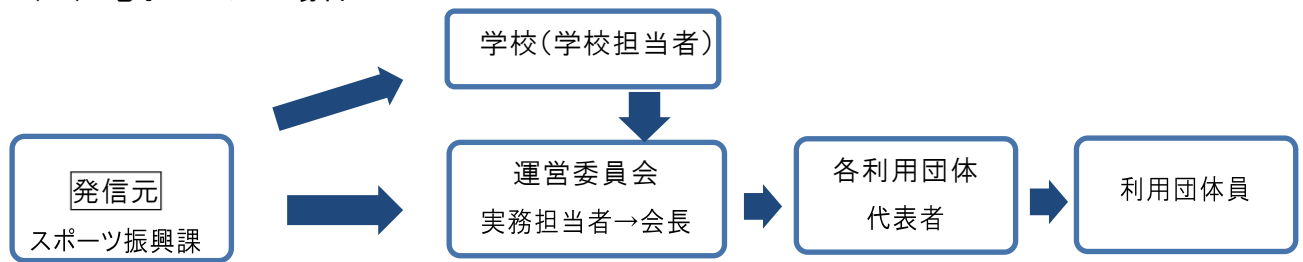 学校(学校担当者)
発信元
スポーツ振興課
運営委員会
実務担当者→会長
各利用団体
代表者
利用団体員